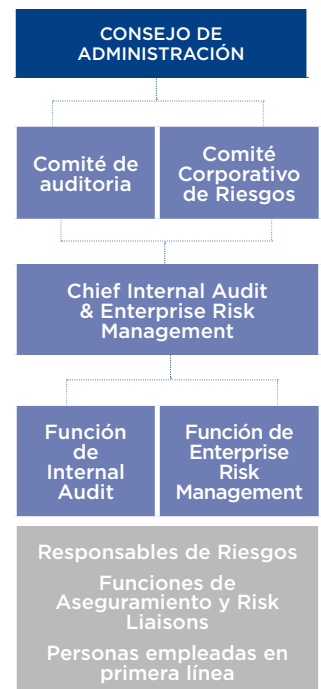 CONSEJO DE
ADMINISTRACIÓN
Comité de
auditoria
Comité
Corporativo
de Riesgos
Chief Internal Audit
& Enterprise Risk
Management
Función
de
Internal
Audit
Función de
Enterprise
Risk
Management
Responsables de Riesgos
Funciones de
Aseguramiento y Risk
Liaisons
Personas empleadas en
primera línea